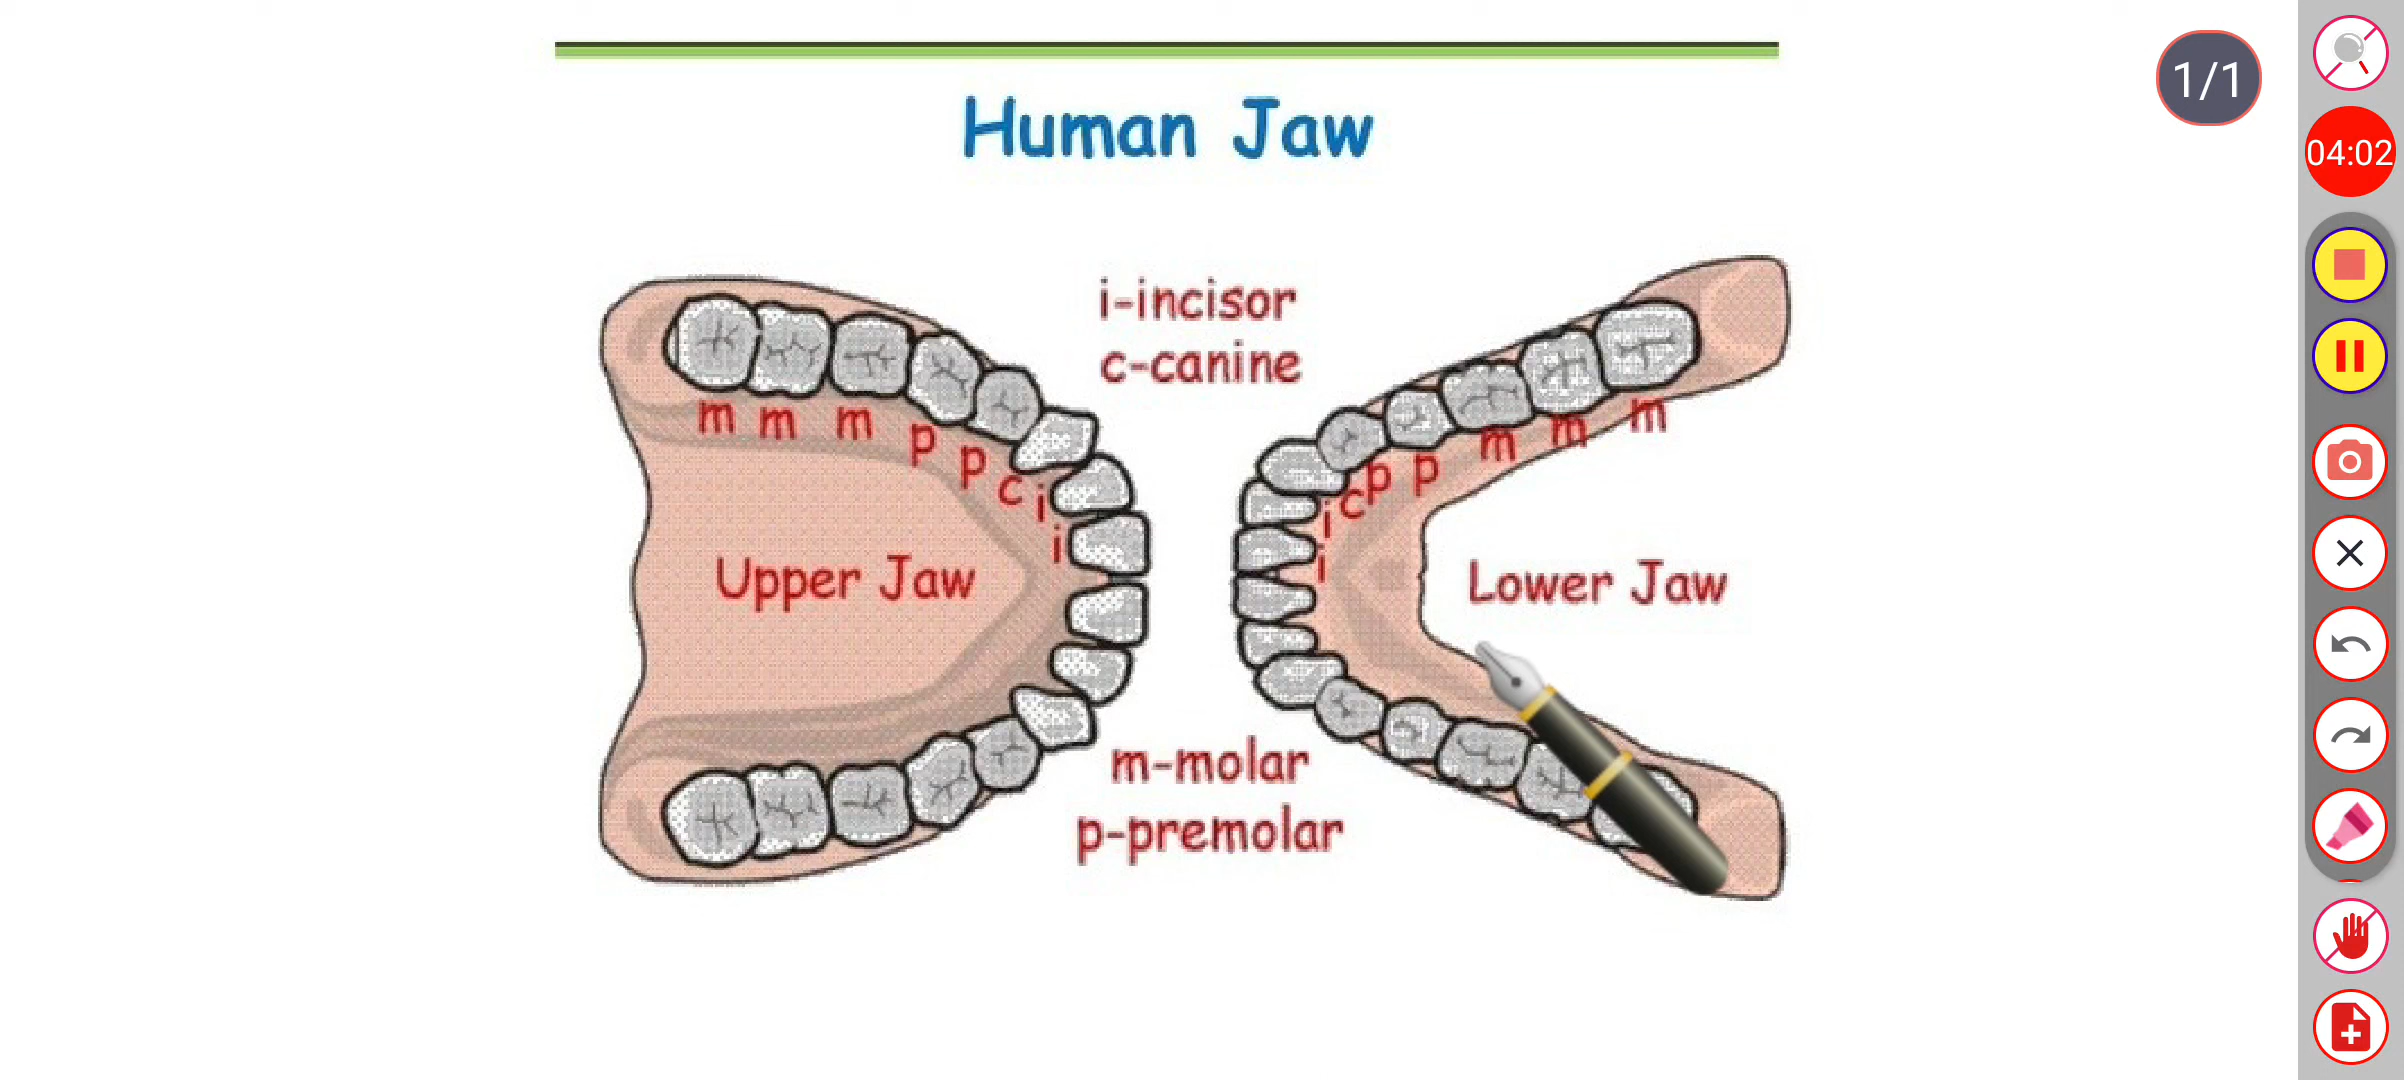 Human Jaw
1/1
04:02
i-incisor
c-canine
m m m p p c i i
Upper Jaw
i i c p p m m m
Lower Jaw
m-molar
p-premolar